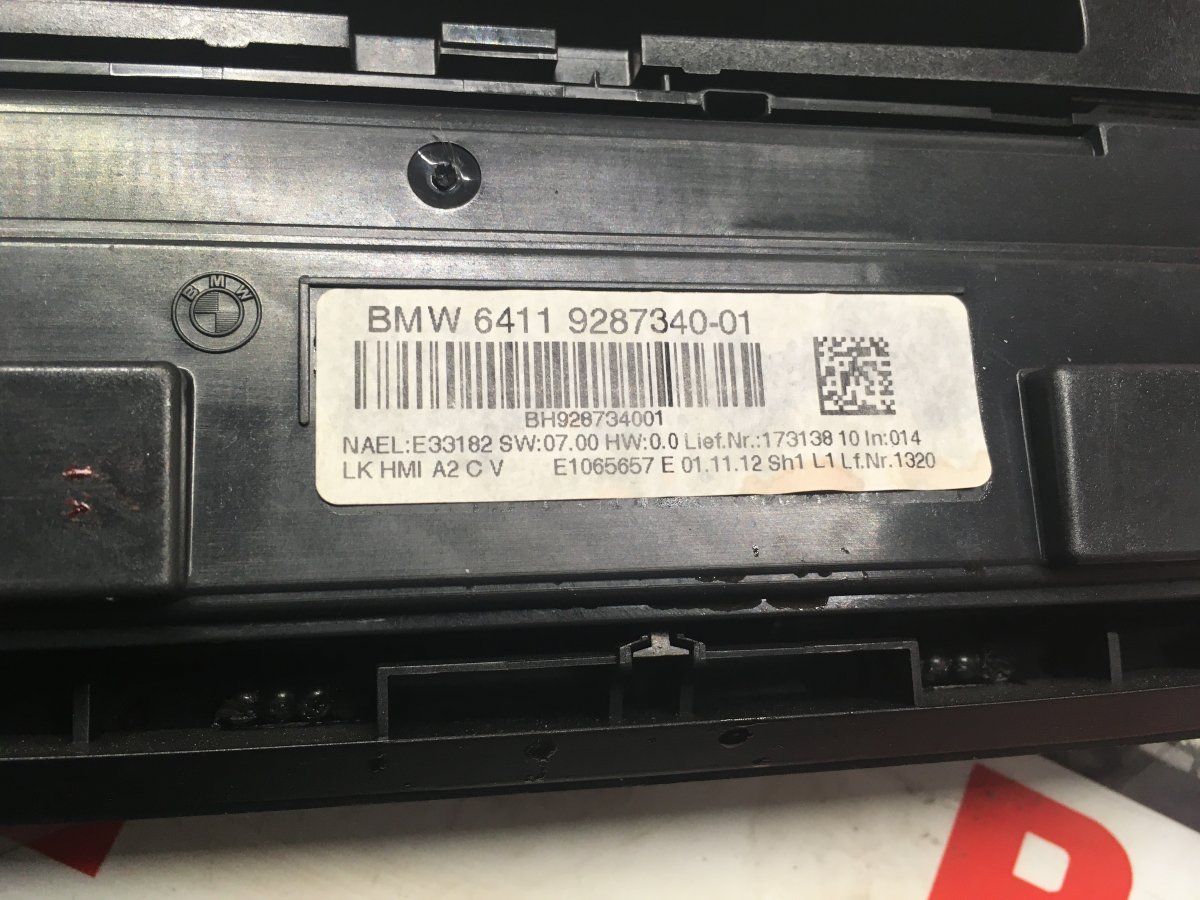 BMW
BMW 6411 9287340-01
BH928734001
NAEL:E33182 SW:07.00 HW:0.0 Lief.Nr.:173138 10 In:014
LK HMI A2 C V E1065657 E 01.11.12 Sh1 L1 Lf.Nr.1320